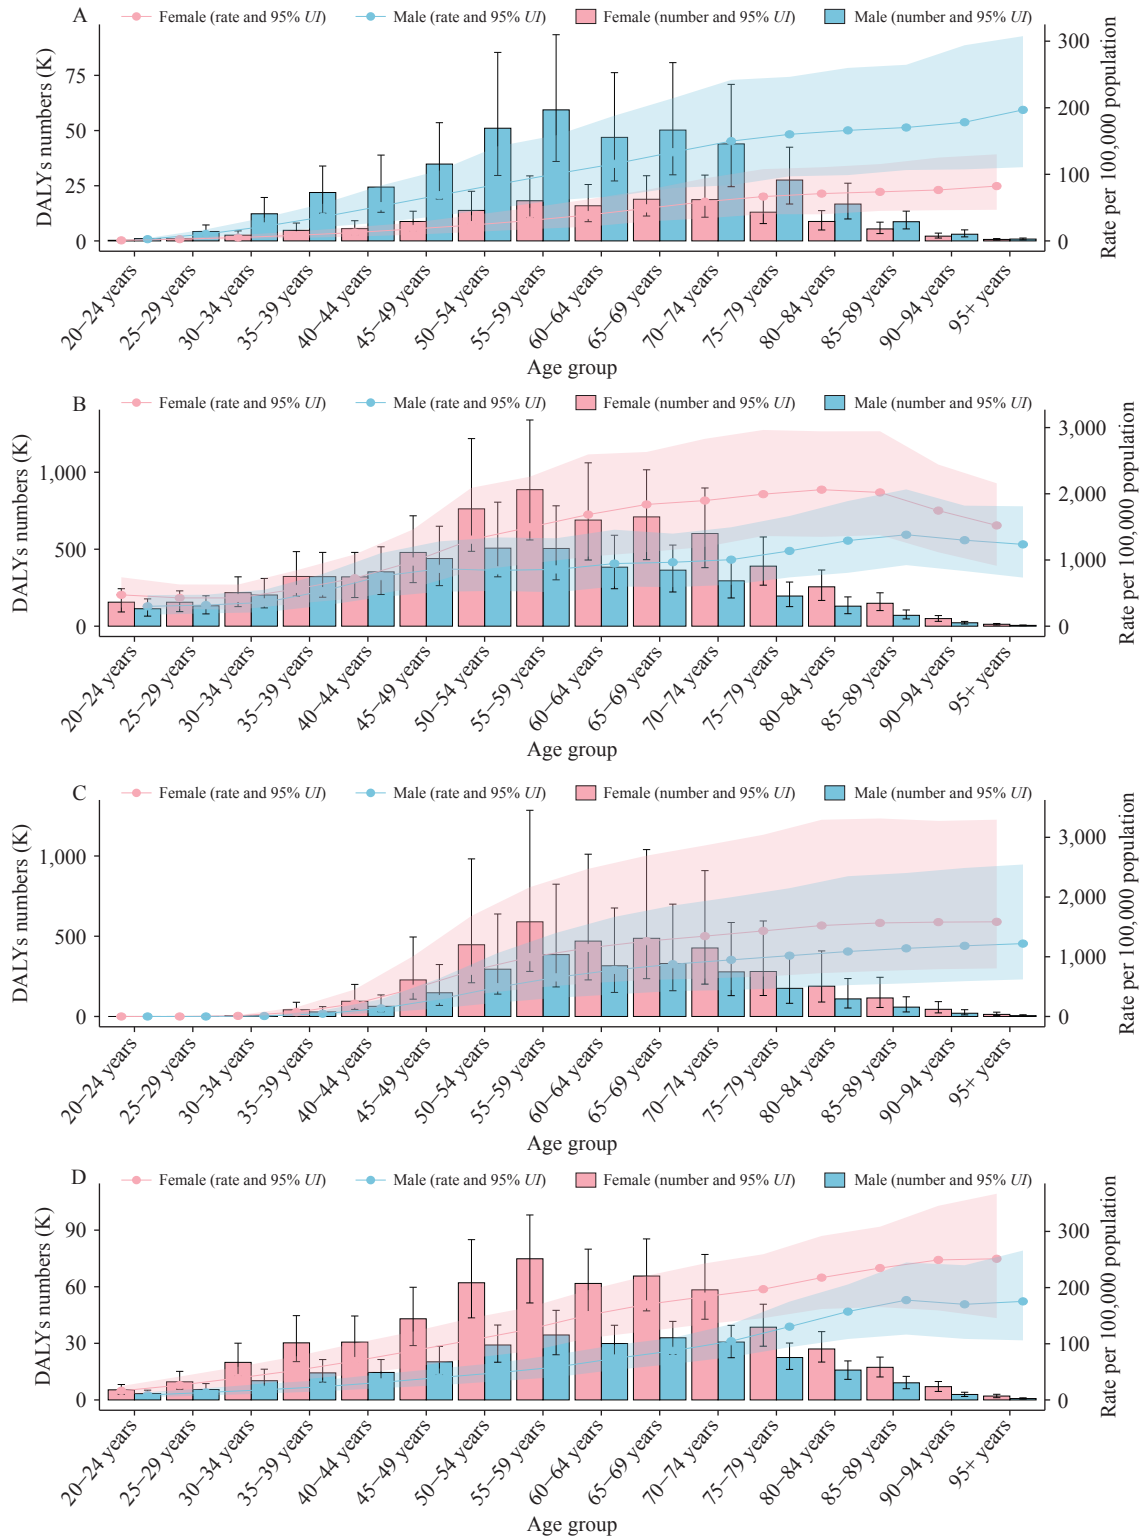 A
Female (rate and 95% UI) Male (rate and 95% UI) Female (number and 95% UI) Male (number and 95% UI)
DALYs numbers (K)
75
50
25
0
300
200
100
0
Rate per 100,000 population
20−24 years 25−29 years 30−34 years 35−39 years 40−44 years 45−49 years 50−54 years 55−59 years 60−64 years 65−69 years 70−74 years 75−79 years 80−84 years 85−89 years 90−94 years 95+ years
Age group
B
Female (rate and 95% UI) Male (rate and 95% UI) Female (number and 95% UI) Male (number and 95% UI)
DALYs numbers (K)
1,000
500
0
3,000
2,000
1,000
0
Rate per 100,000 population
20−24 years 25−29 years 30−34 years 35−39 years 40−44 years 45−49 years 50−54 years 55−59 years 60−64 years 65−69 years 70−74 years 75−79 years 80−84 years 85−89 years 90−94 years 95+ years
Age group
C
Female (rate and 95% UI) Male (rate and 95% UI) Female (number and 95% UI) Male (number and 95% UI)
DALYs numbers (K)
1,000
500
0
3,000
2,000
1,000
0
Rate per 100,000 population
20−24 years 25−29 years 30−34 years 35−39 years 40−44 years 45−49 years 50−54 years 55−59 years 60−64 years 65−69 years 70−74 years 75−79 years 80−84 years 85−89 years 90−94 years 95+ years
Age group
D
Female (rate and 95% UI) Male (rate and 95% UI) Female (number and 95% UI) Male (number and 95% UI)
DALYs numbers (K)
90
60
30
0
300
200
100
0
Rate per 100,000 population
20−24 years 25−29 years 30−34 years 35−39 years 40−44 years 45−49 years 50−54 years 55−59 years 60−64 years 65−69 years 70−74 years 75−79 years 80−84 years 85−89 years 90−94 years 95+ years
Age group